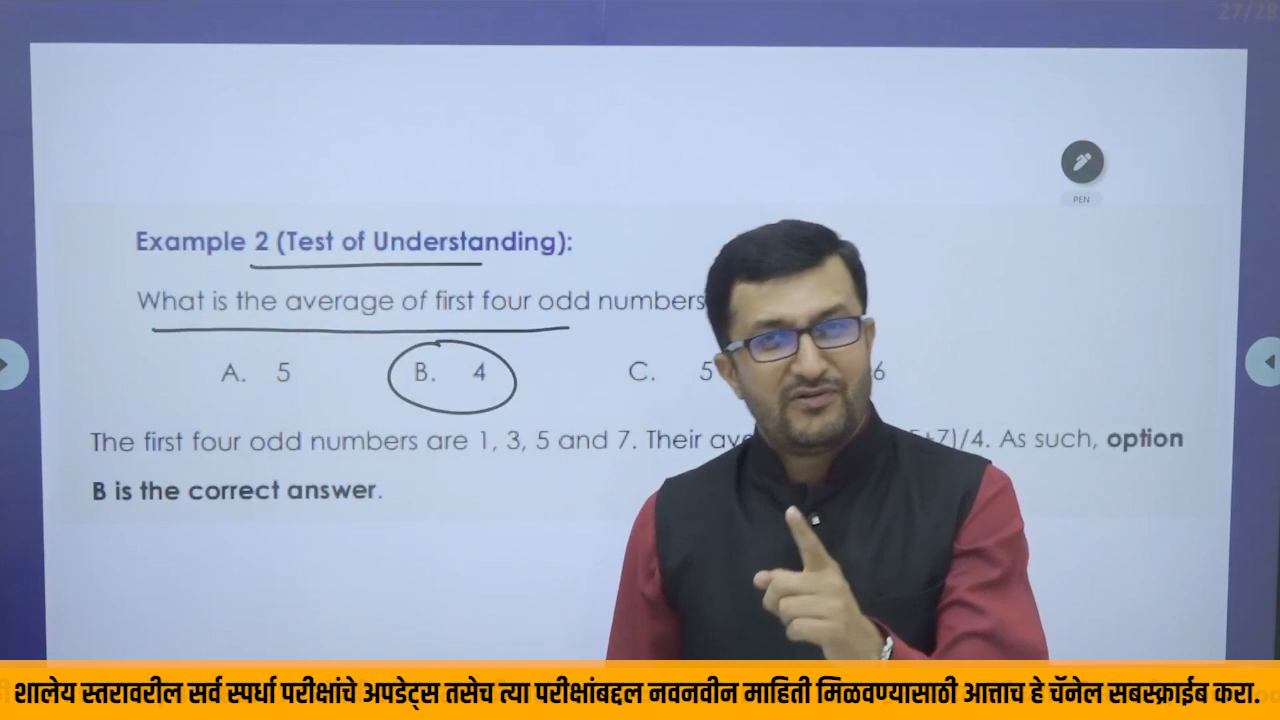 27/28
PEN
Example 2 (Test of Understanding):
What is the average of first four odd numbers
A. 5 B. 4 C. 5 6
The first four odd numbers are 1, 3, 5 and 7. Their 7)/4. As such, option
B is the correct answer.
शालेय स्तरावरील सर्व स्पर्धा परीक्षांचे अपडेट्स तसेच त्या परीक्षांबद्दल नवनवीन माहिती मिळवण्यासाठी आत्ताच हे चॅनेल सबस्क्राईब करा.